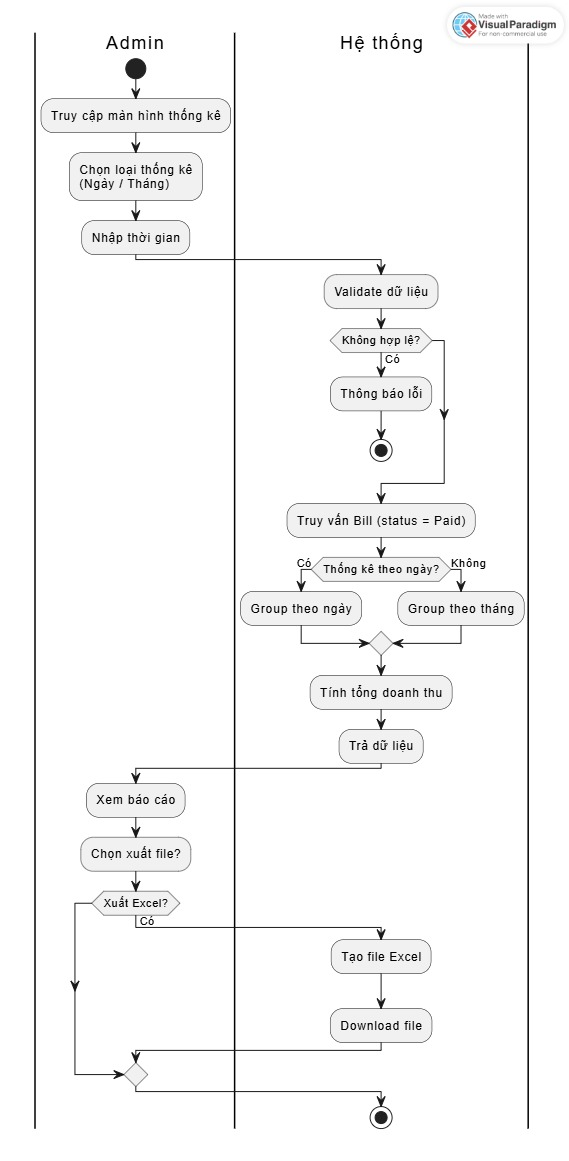 Made with
Visual Paradigm
For non-commercial use
Admin
Hệ thống
Truy cập màn hình thống kê
Chọn loại thống kê
(Ngày / Tháng)
Nhập thời gian
Validate dữ liệu
Không hợp lệ?
Có
Thông báo lỗi
Truy vấn Bill (status = Paid)
Có
Thống kê theo ngày?
Không
Group theo ngày
Group theo tháng
Tính tổng doanh thu
Trả dữ liệu
Xem báo cáo
Chọn xuất file?
Xuất Excel?
Có
Tạo file Excel
Download file